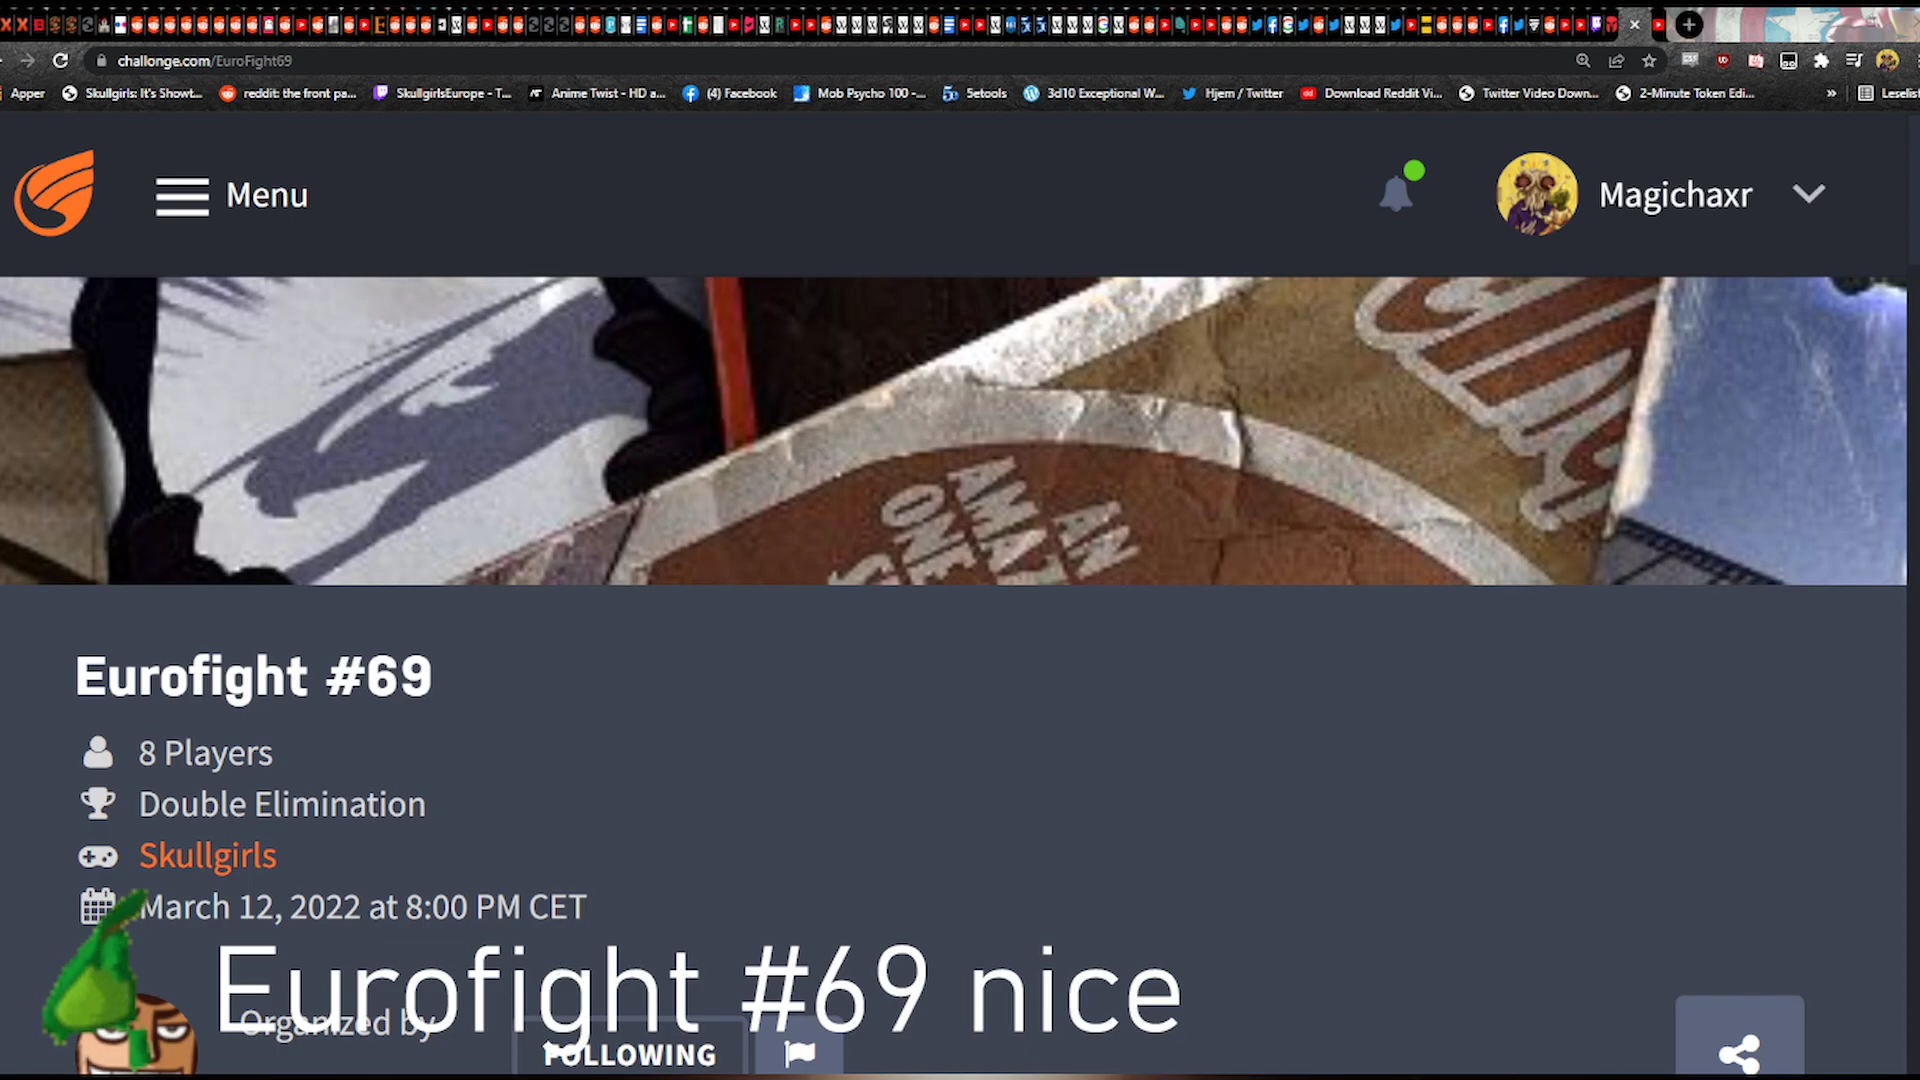 challonge.com/EuroFight69
Apper
Skullgirls: It's Showt...
reddit: the front pa...
SkullgirlsEurope - T...
Anime Twist - HD a...
(4) Facebook
Mob Psycho 100 -...
Setools
3d10 Exceptional W...
Hjem / Twitter
Download Reddit Vi...
Twitter Video Down...
2-Minute Token Edi...
»
Leselist
Menu
Magichaxr
AN
AMAZ
ONE
Eurofight #69
8 Players
Double Elimination
Skullgirls
March 12, 2022 at 8:00 PM CET
Eurofight #69 nice
Organized by
FOLLOWING